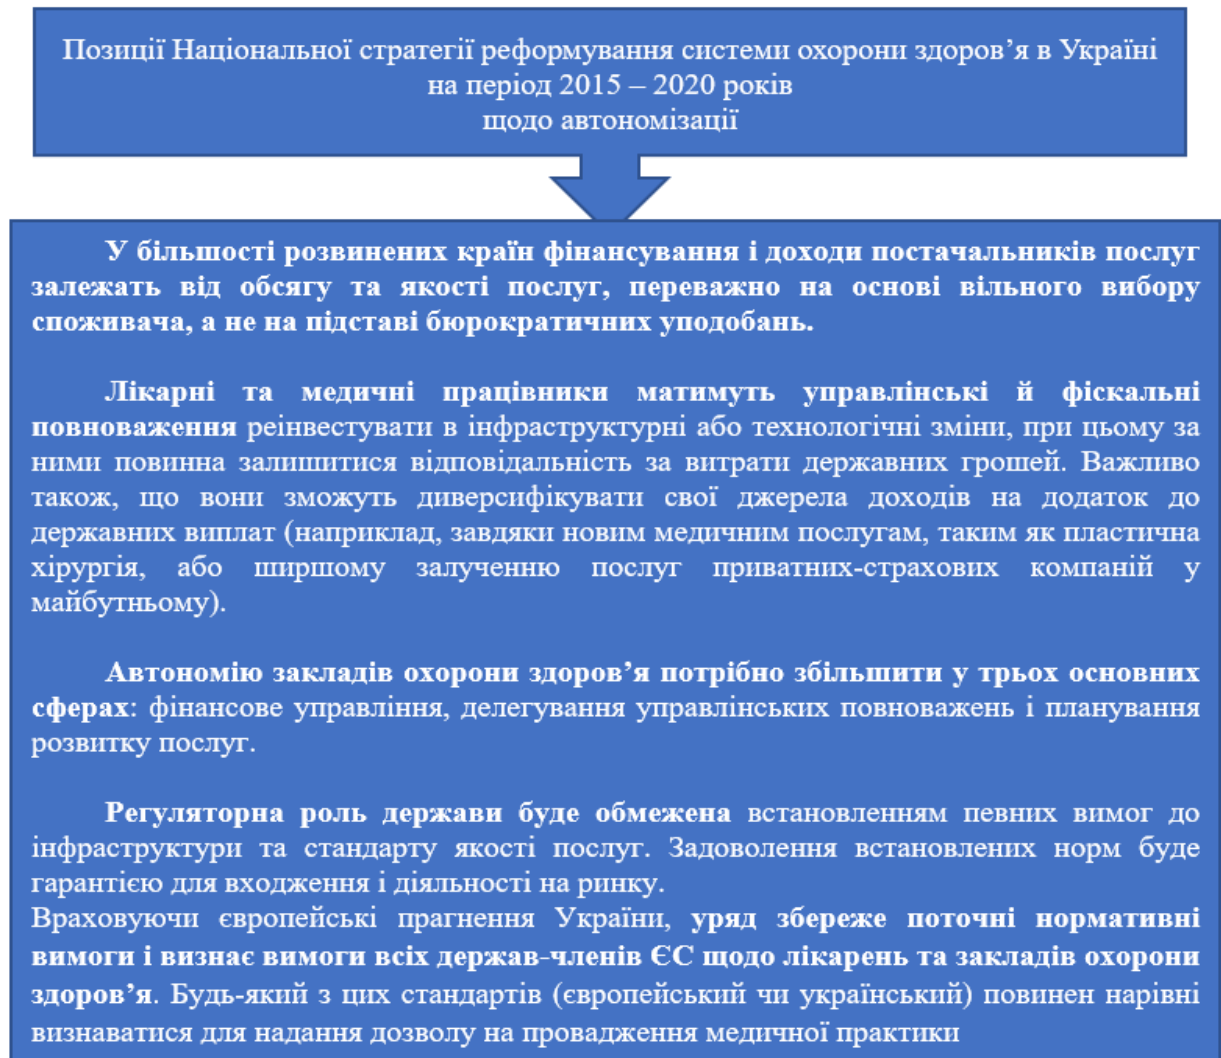 Позиції Національної стратегії реформування системи охорони здоров’я в Україні
на період 2015 – 2020 років
щодо автономізації
У більшості розвинених країн фінансування і доходи постачальників послуг
залежать від обсягу та якості послуг, переважно на основі вільного вибору
споживача, а не на підставі бюрократичних уподобань.
Лікарні та медичні працівники матимуть управлінські й фіскальні
повноваження реінвестувати в інфраструктурні або технологічні зміни, при цьому за
ними повинна залишитися відповідальність за витрати державних грошей. Важливо
також, що вони зможуть диверсифікувати свої джерела доходів на додаток до
державних виплат (наприклад, завдяки новим медичним послугам, таким як пластична
хірургія, або ширшому залученню послуг приватних-страхових компаній у
майбутньому).
Автономію закладів охорони здоров’я потрібно збільшити у трьох основних
сферах: фінансове управління, делегування управлінських повноважень і планування
розвитку послуг.
Регуляторна роль держави буде обмежена встановленням певних вимог до
інфраструктури та стандарту якості послуг. Задоволення встановлених норм буде
гарантією для входження і діяльності на ринку.
Враховуючи європейські прагнення України, уряд збереже поточні нормативні
вимоги і визнає вимоги всіх держав-членів ЄС щодо лікарень та закладів охорони
здоров’я. Будь-який з цих стандартів (європейський чи український) повинен нарівні
визнаватися для надання дозволу на провадження медичної практики